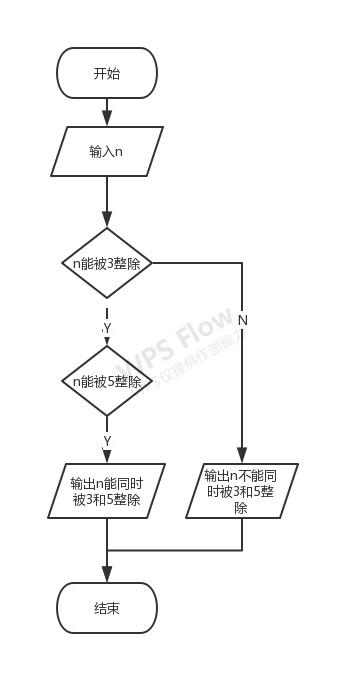 开始
输入n
n能被3整除
N
Y
WPS Flow
WPS仅提供作图能力
n能被5整除
Y
输出n能同时
被3和5整除
输出n不能同
时被3和5整
除
结束